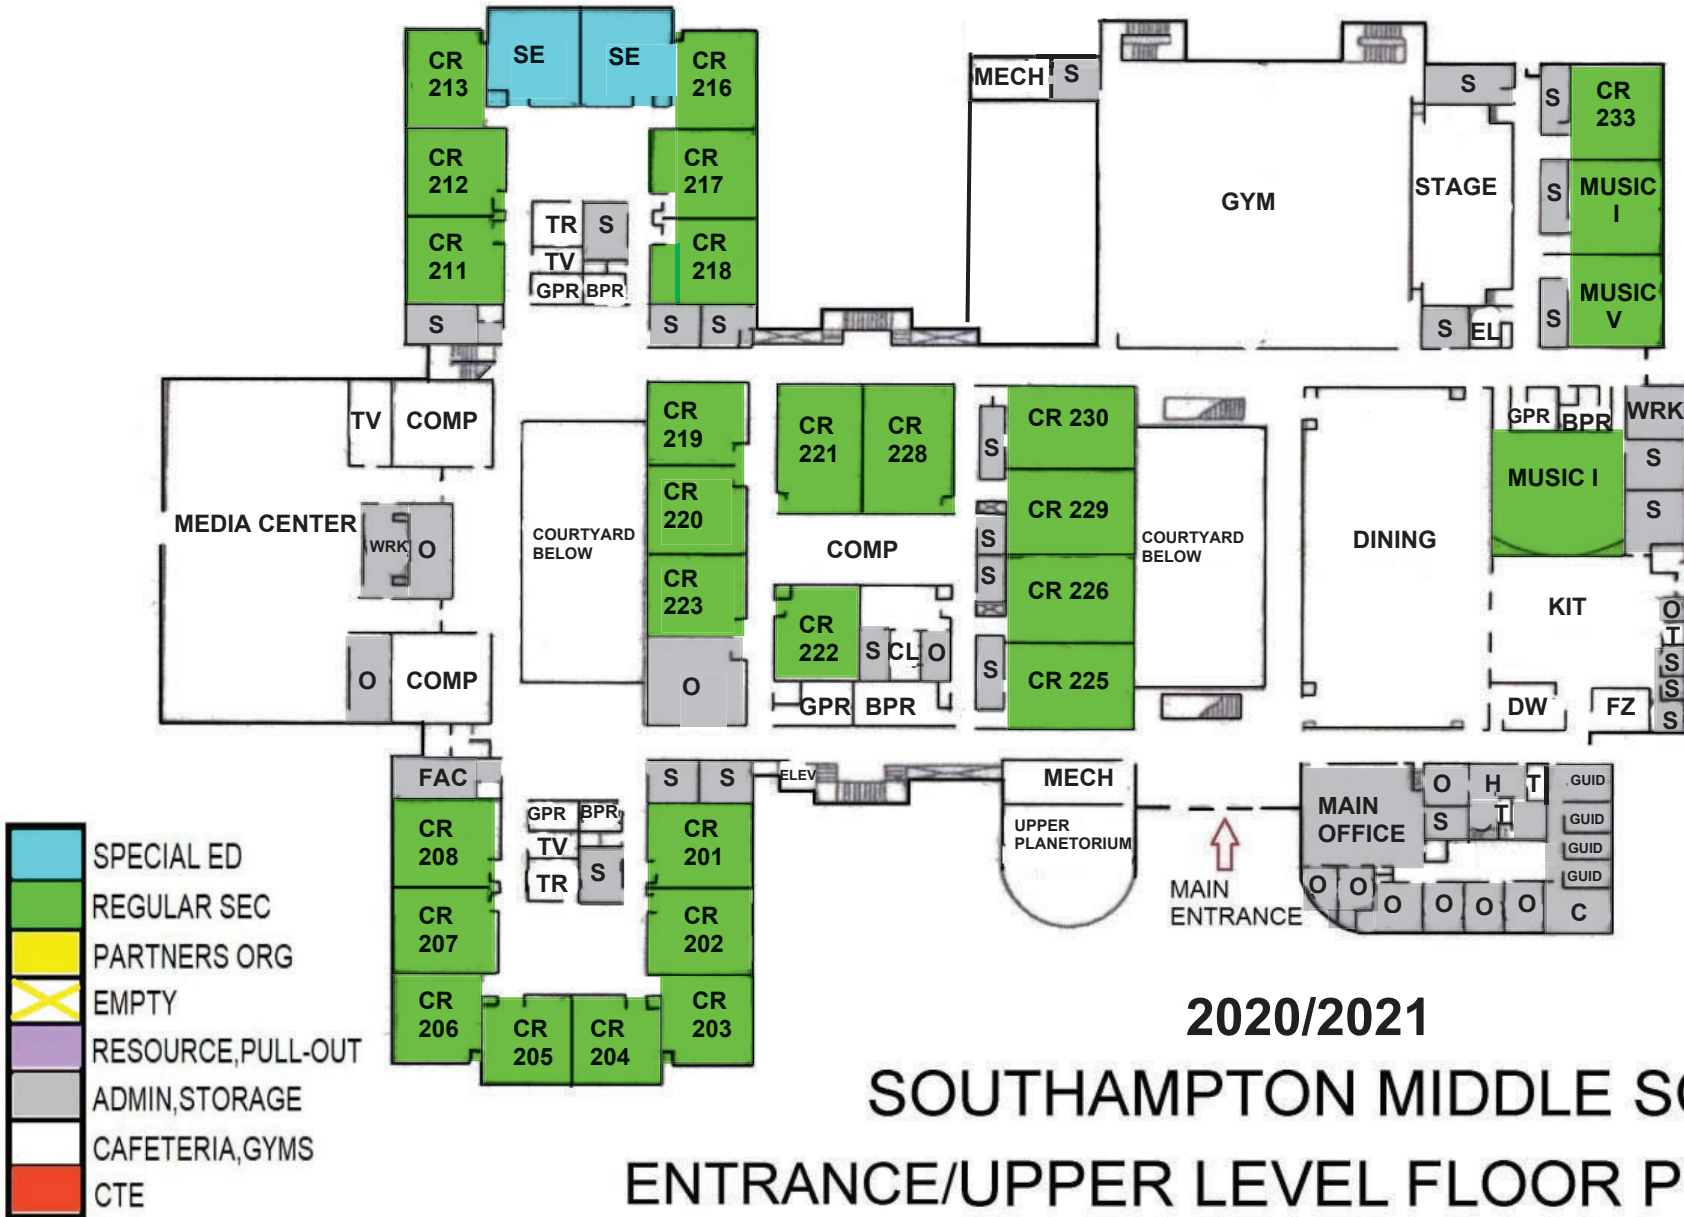 SE
SE
CR
213
CR
216
CR
212
CR
217
CR
211
CR
218
TR
S
TV
GPR
BPR
S
S
S
MECH
S
GYM
S
STAGE
S
EL
S
CR
233
S
MUSIC
I
S
MUSIC
V
TV
COMP
MEDIA CENTER
WRK
O
O
COMP
COURTYARD
BELOW
CR
219
CR
220
CR
223
O
CR
221
CR
228
COMP
CR
222
S
CL
O
GPR
BPR
S
S
S
S
CR 230
CR 229
CR 226
CR 225
COURTYARD
BELOW
DINING
GPR
BPR
WRK
MUSIC I
S
S
KIT
O
T
S
S
S
DW
FZ
FAC
CR
208
CR
207
CR
206
CR
205
CR
204
GPR
BPR
TV
TR
S
S
S
ELEV
CR
201
CR
202
CR
203
MECH
UPPER
PLANETORIUM
MAIN
ENTRANCE
MAIN
OFFICE
O
H
T
S
T
GUID
GUID
GUID
GUID
O
O
O
O
O
O
C
SPECIAL ED
REGULAR SEC
PARTNERS ORG
EMPTY
RESOURCE,PULL-OUT
ADMIN,STORAGE
CAFETERIA,GYMS
CTE
2020/2021
SOUTHAMPTON MIDDLE SC
ENTRANCE/UPPER LEVEL FLOOR P